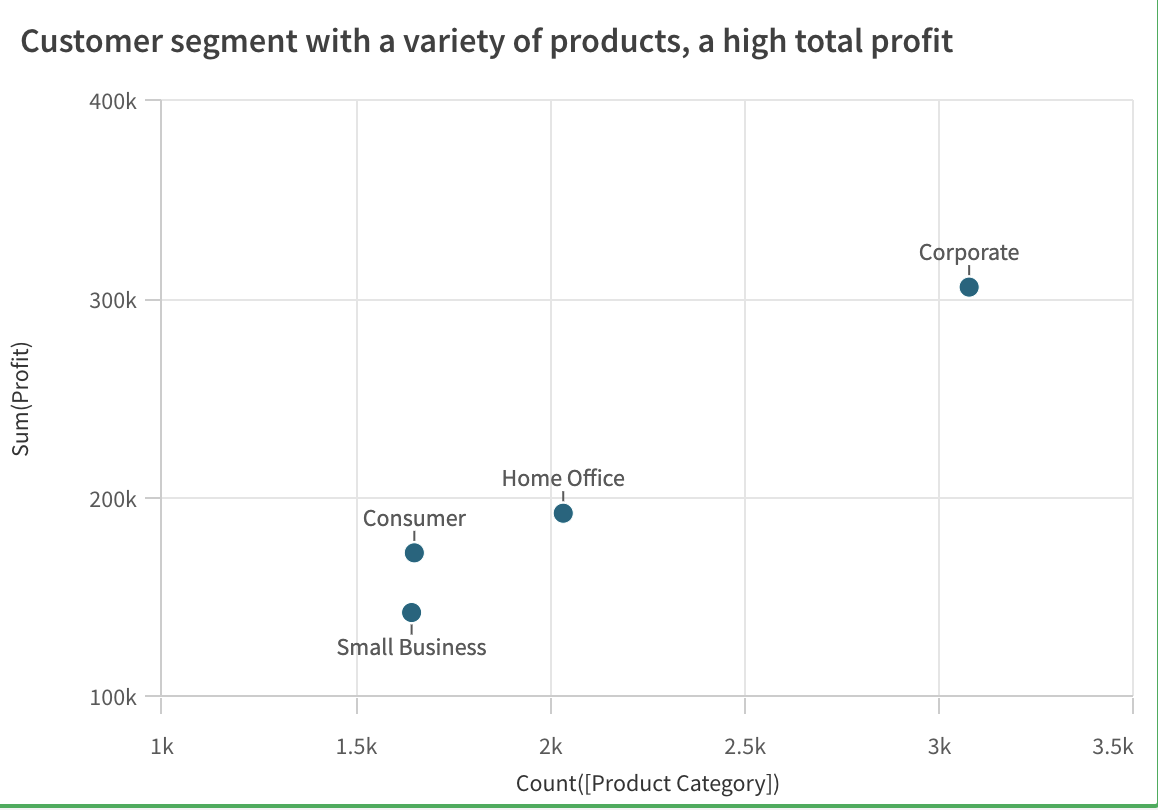 Customer segment with a variety of products, a high total profit
400k
300k
200k
100k
Sum(Profit)
Corporate
Home Office
Consumer
Small Business
1k
1.5k
2k
2.5k
3k
3.5k
Count([Product Category])